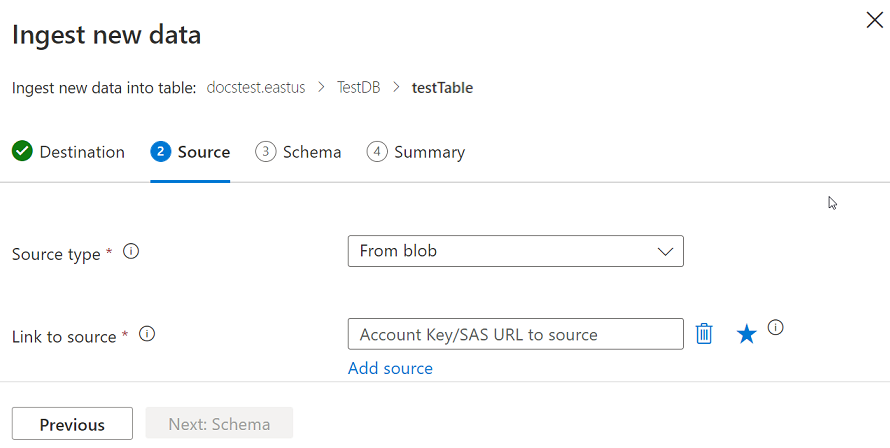 Ingest new data
Ingest new data into table: docstest.eastus > TestDB > testTable
Destination 2 Source 3 Schema 4 Summary
Source type * i From blob
Link to source * i Account Key/SAS URL to source i
Add source
Previous Next: Schema